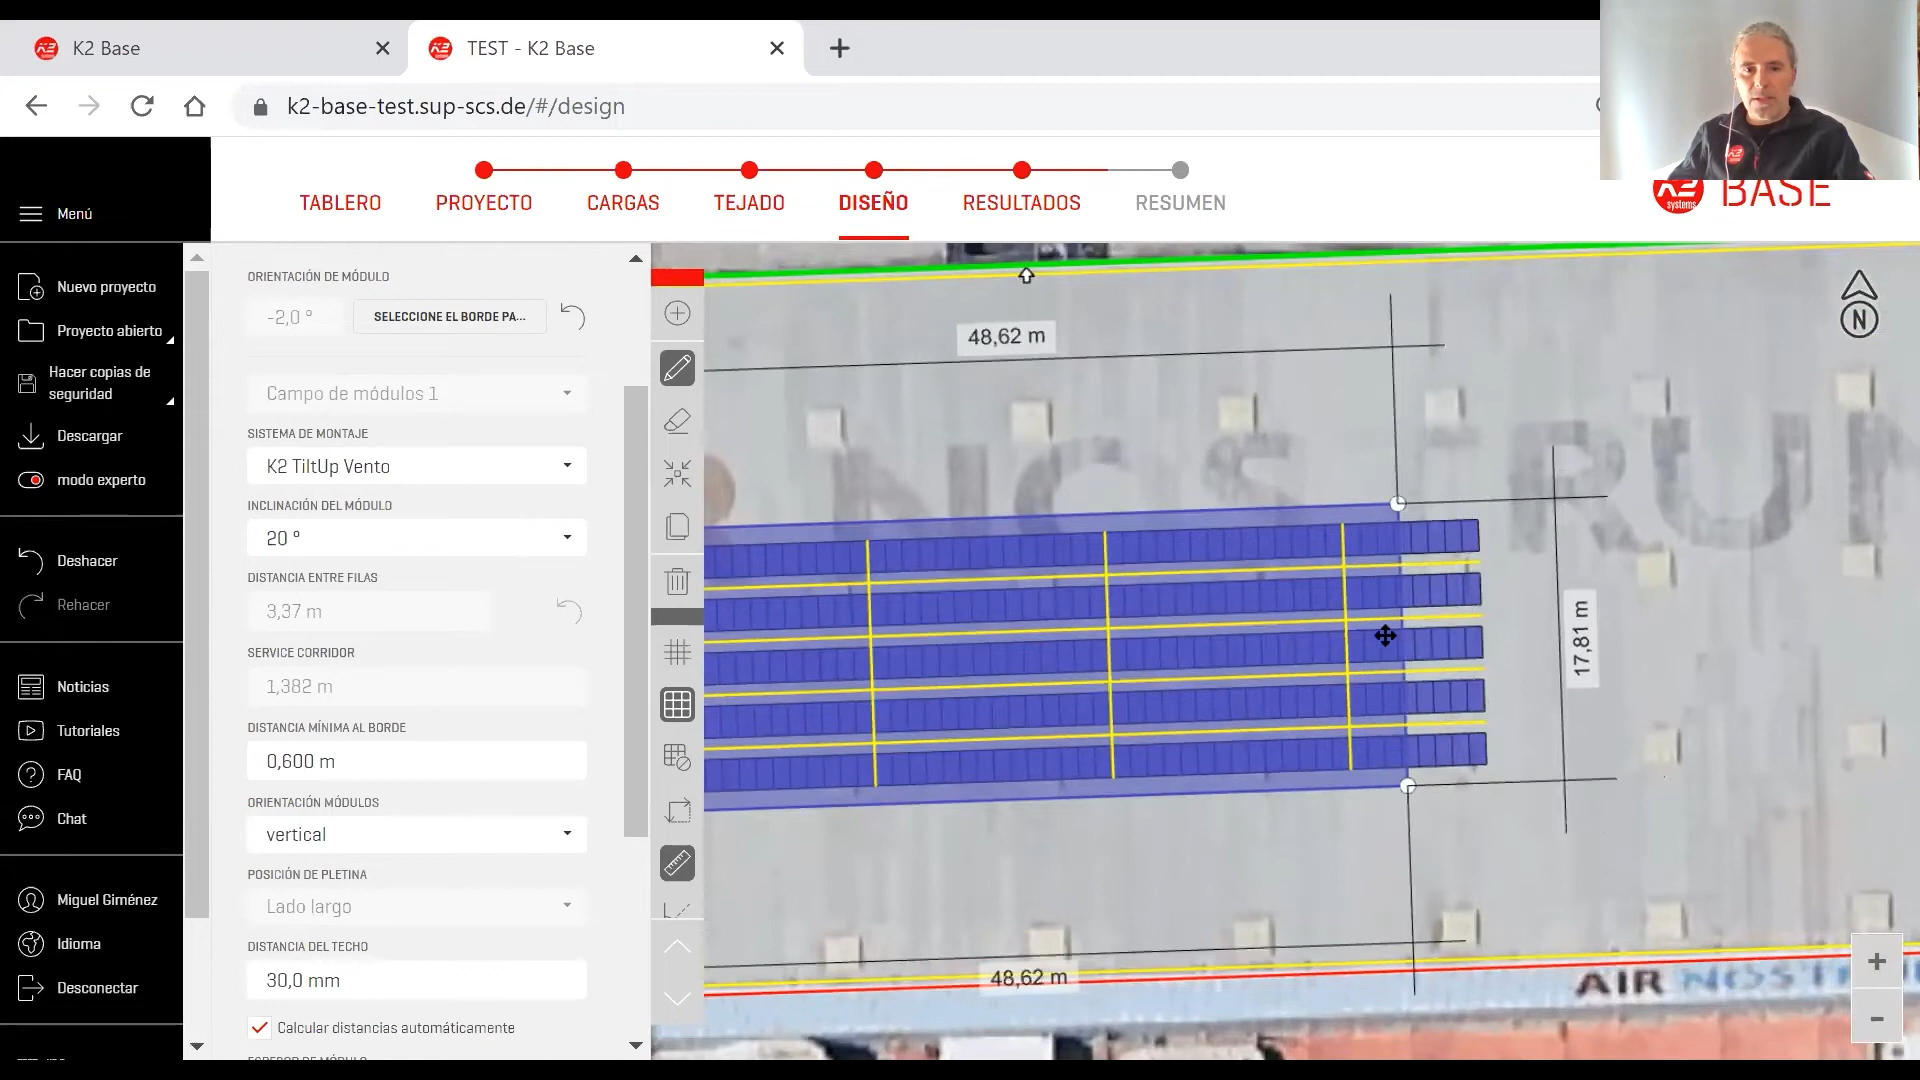 K2 Base
TEST - K2 Base
k2-base-test.sup-scs.de/#/design
TABLERO
PROYECTO
CARGAS
TEJADO
DISEÑO
RESULTADOS
RESUMEN
K2
systems
BASE
Menú
Nuevo proyecto
Proyecto abierto
Hacer copias de
seguridad
Descargar
modo experto
Deshacer
Rehacer
Noticias
Tutoriales
FAQ
Chat
Miguel Giménez
Idioma
Desconectar
ORIENTACIÓN DE MÓDULO
-2,0 °
SELECCIONE EL BORDE PA...
Campo de módulos 1
SISTEMA DE MONTAJE
K2 TiltUp Vento
INCLINACIÓN DEL MÓDULO
20 °
DISTANCIA ENTRE FILAS
3,37 m
SERVICE CORRIDOR
1,382 m
DISTANCIA MÍNIMA AL BORDE
0,600 m
ORIENTACIÓN MÓDULOS
vertical
POSICIÓN DE PLETINA
Lado largo
DISTANCIA DEL TECHO
30,0 mm
Calcular distancias automáticamente
48,62 m
17,81 m
48,62 m
N
AIR